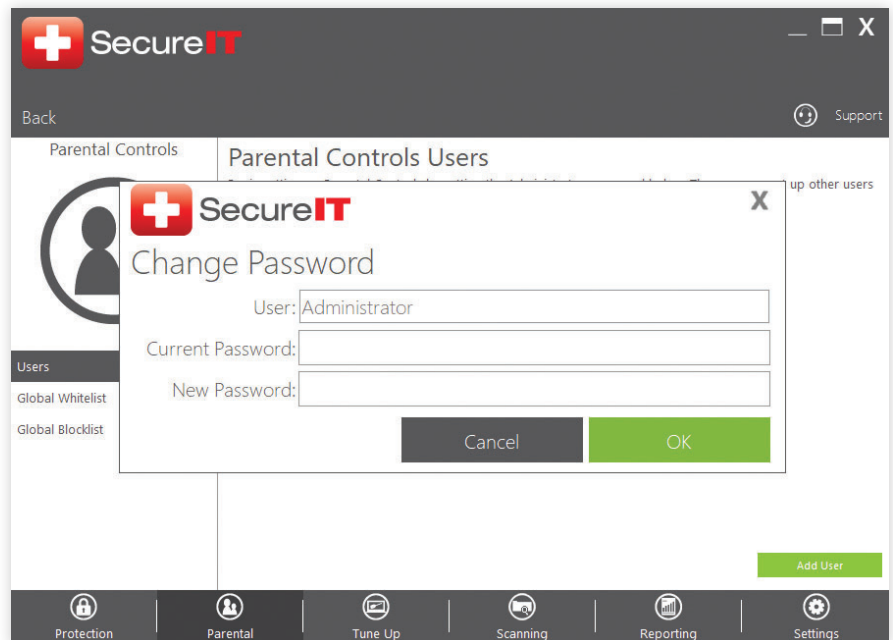 SecureIT
X
Back
Support
Parental Controls
Parental Controls Users
up other users
SecureIT
X
Change Password
User: Administrator
Current Password:
New Password:
Cancel
OK
Users
Global Whitelist
Global Blocklist
Add User
Protection
Parental
Tune Up
Scanning
Reporting
Settings